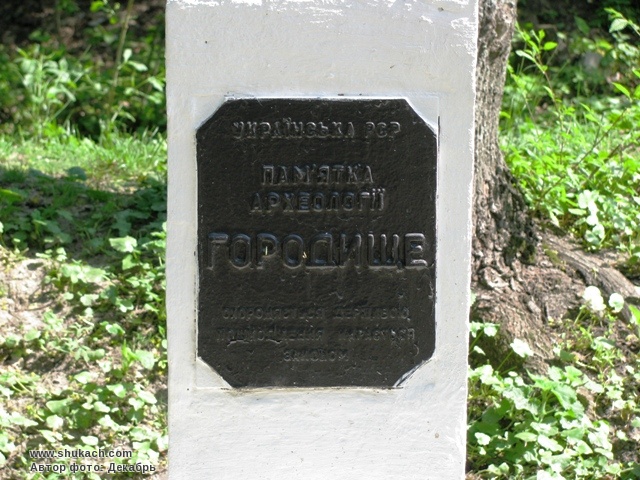 УКРАЇНСЬКА РСР
ПАМ'ЯТКА
АРХЕОЛОГІЇ
ГОРОДИЩЕ
ОХОРОНЯЄТЬСЯ ДЕРЖАВОЮ
ПОШКОДЖЕННЯ КАРАЄТЬСЯ
ЗАКОНОМ
www.shukach.com
Автор фото- Декабрь